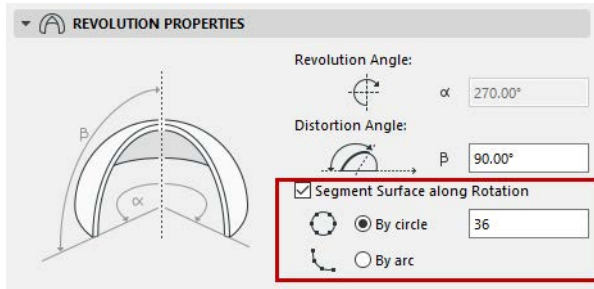 REVOLUTION PROPERTIES
Revolution Angle:
α 270.00°
Distortion Angle:
β 90.00°
Segment Surface along Rotation
By circle 36
By arc
β
α